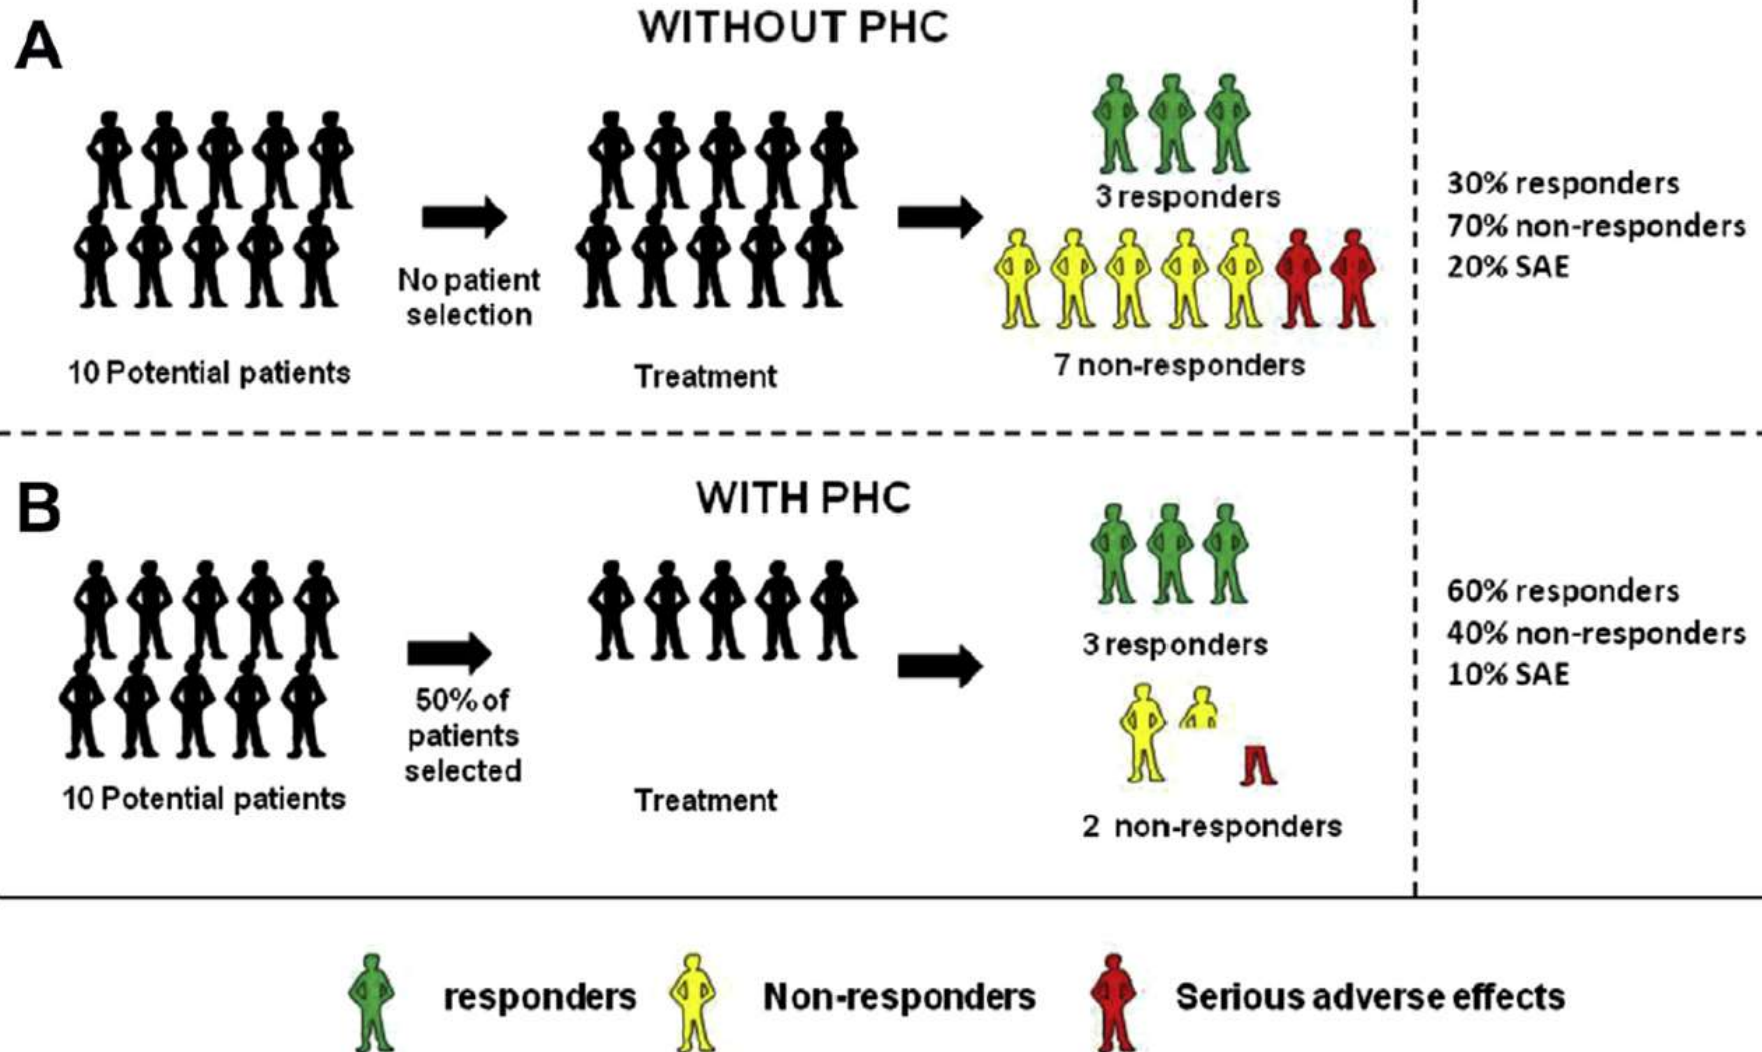 A
WITHOUT PHC
10 Potential patients
No patient
selection
Treatment
3 responders
7 non-responders
30% responders
70% non-responders
20% SAE
B
WITH PHC
10 Potential patients
50% of
patients
selected
Treatment
3 responders
2 non-responders
60% responders
40% non-responders
10% SAE
responders
Non-responders
Serious adverse effects